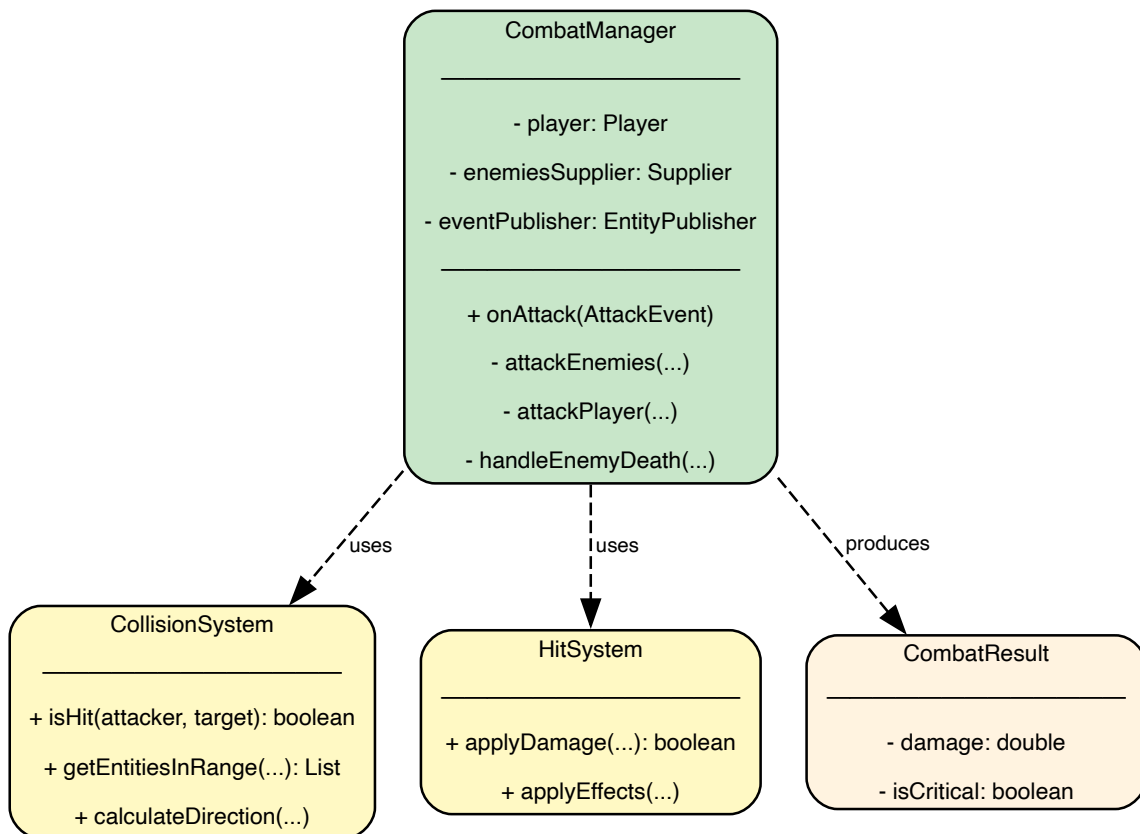 CombatManager
- player: Player
- enemiesSupplier: Supplier
- eventPublisher: EntityPublisher
+ onAttack(AttackEvent)
- attackEnemies(...)
- attackPlayer(...)
- handleEnemyDeath(...)
uses
uses
produces
CollisionSystem
+ isHit(attacker, target): boolean
+ getEntitiesInRange(...): List
+ calculateDirection(...)
HitSystem
+ applyDamage(...): boolean
+ applyEffects(...)
CombatResult
- damage: double
- isCritical: boolean